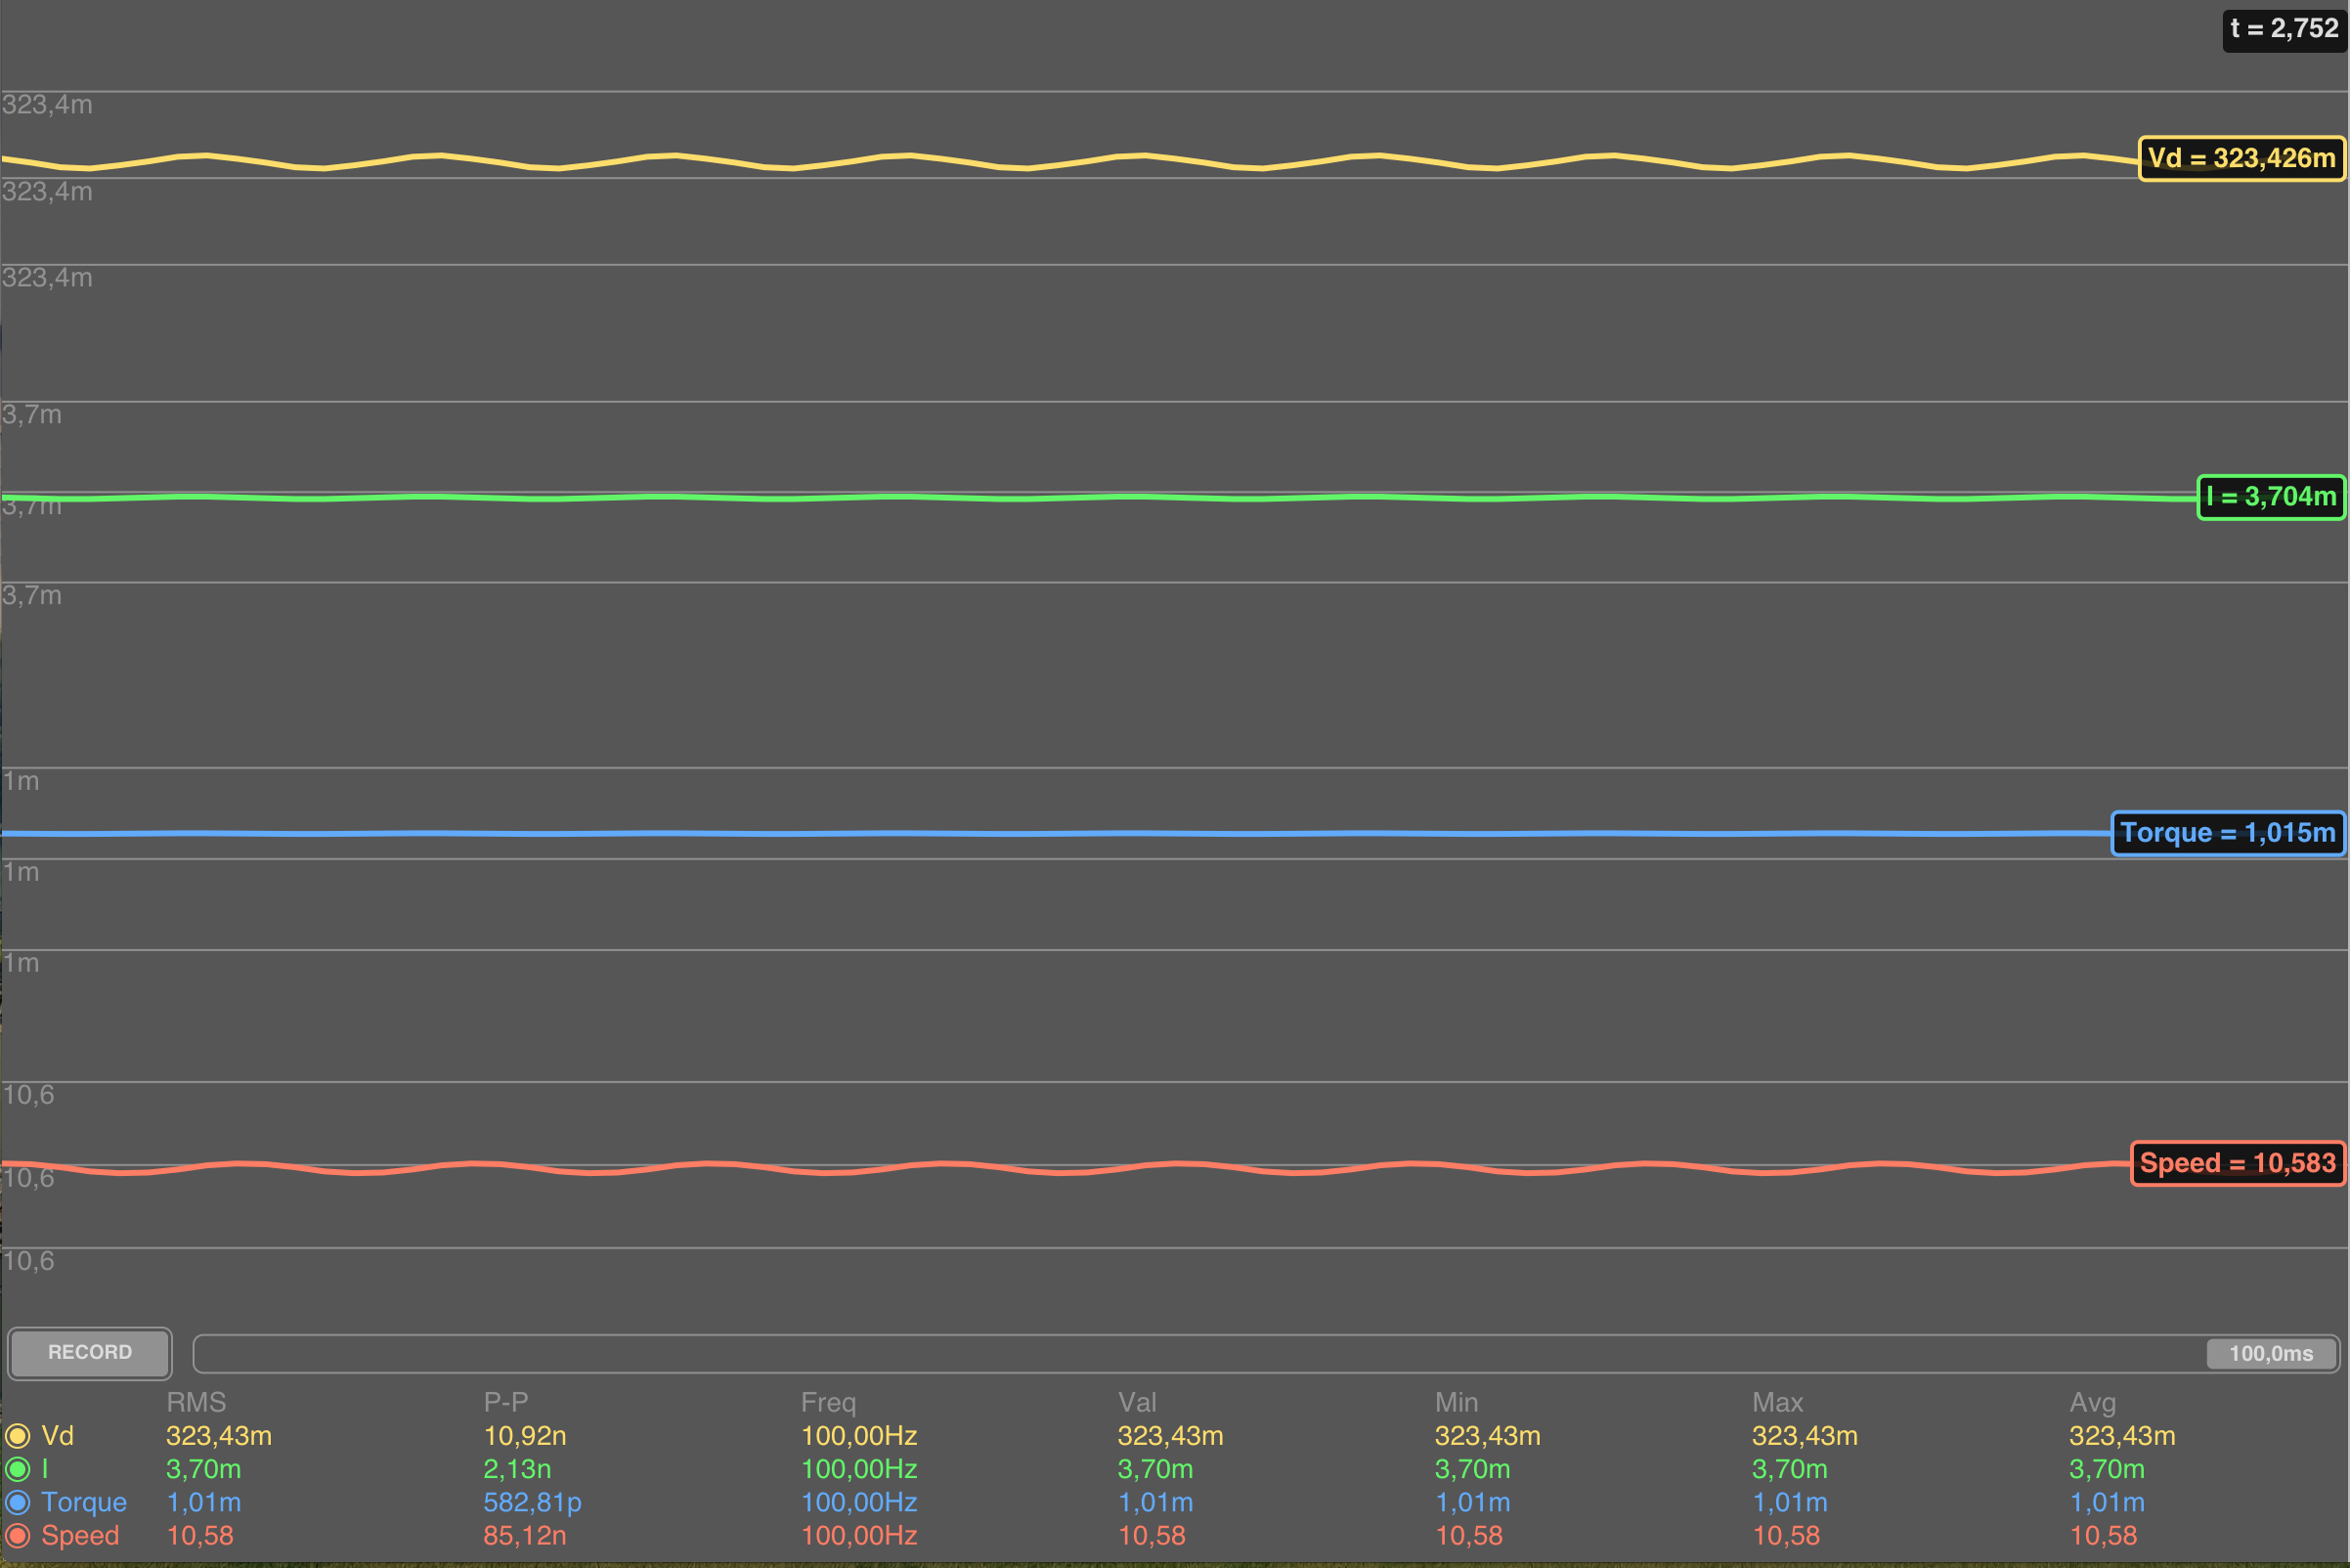 t = 2,752
323,4m
Vd = 323,426m
323,4m
323,4m
3,7m
I = 3,704m
3,7m
3,7m
1m
Torque = 1,015m
1m
1m
10,6
Speed = 10,583
10,6
10,6
RECORD 100,0ms
RMS P-P Freq Val Min Max Avg
Vd 323,43m 10,92n 100,00Hz 323,43m 323,43m 323,43m 323,43m
I 3,70m 2,13n 100,00Hz 3,70m 3,70m 3,70m 3,70m
Torque 1,01m 582,81p 100,00Hz 1,01m 1,01m 1,01m 1,01m
Speed 10,58 85,12n 100,00Hz 10,58 10,58 10,58 10,58